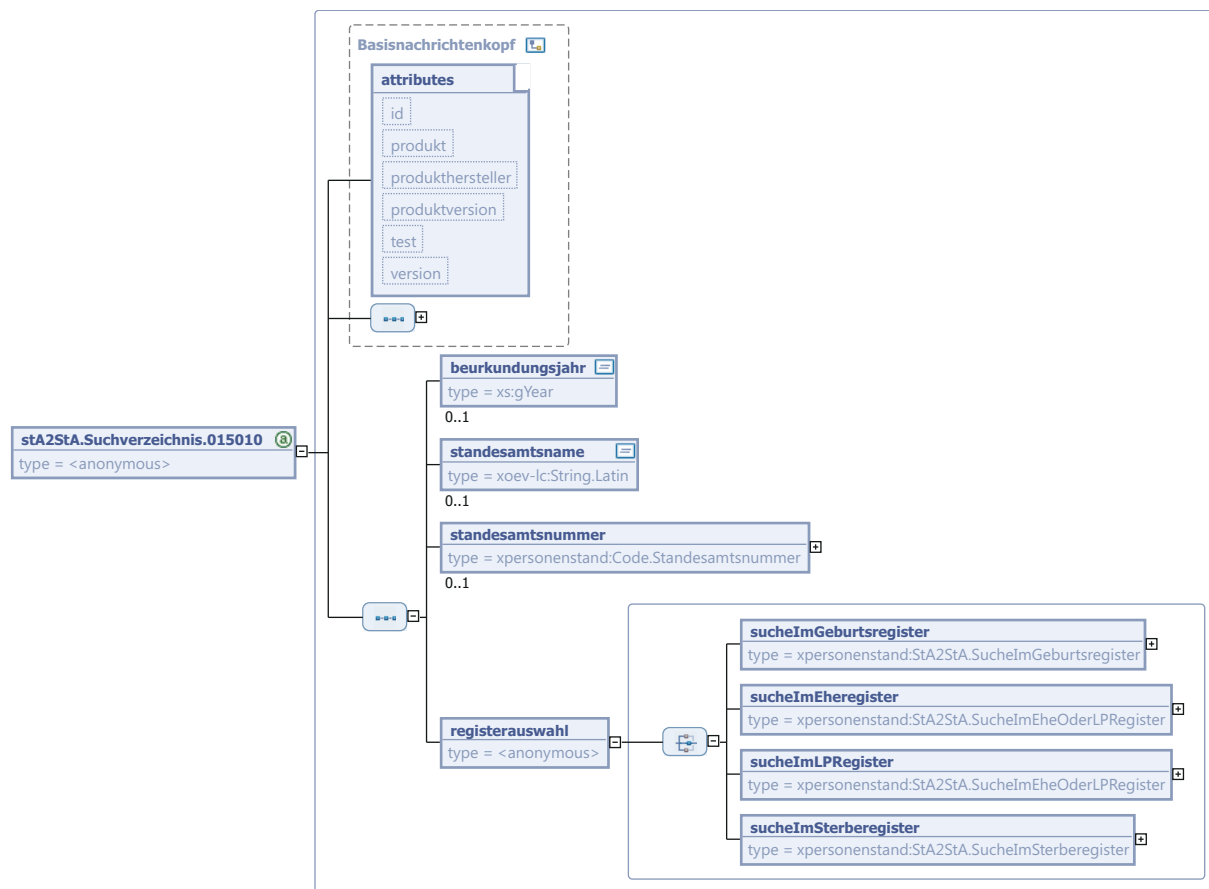 Basisnachrichtenkopf
attributes
id
produkt
produkthersteller
produktversion
test
version
beurkundungsjahr
type = xs:gYear
0..1
stA2StA.Suchverzeichnis.015010 a
type = <anonymous>
standesamtsname
type = xoev-lc:String.Latin
0..1
standesamtsnummer
type = xpersonenstand:Code.Standesamtsnummer
0..1
sucheImGeburtsregister
type = xpersonenstand:StA2StA.SucheImGeburtsregister
sucheImEheregister
type = xpersonenstand:StA2StA.SucheImEheOderLPRegister
registerauswahl
type = <anonymous>
sucheImLPRegister
type = xpersonenstand:StA2StA.SucheImEheOderLPRegister
sucheImSterberegister
type = xpersonenstand:StA2StA.SucheImSterberegister